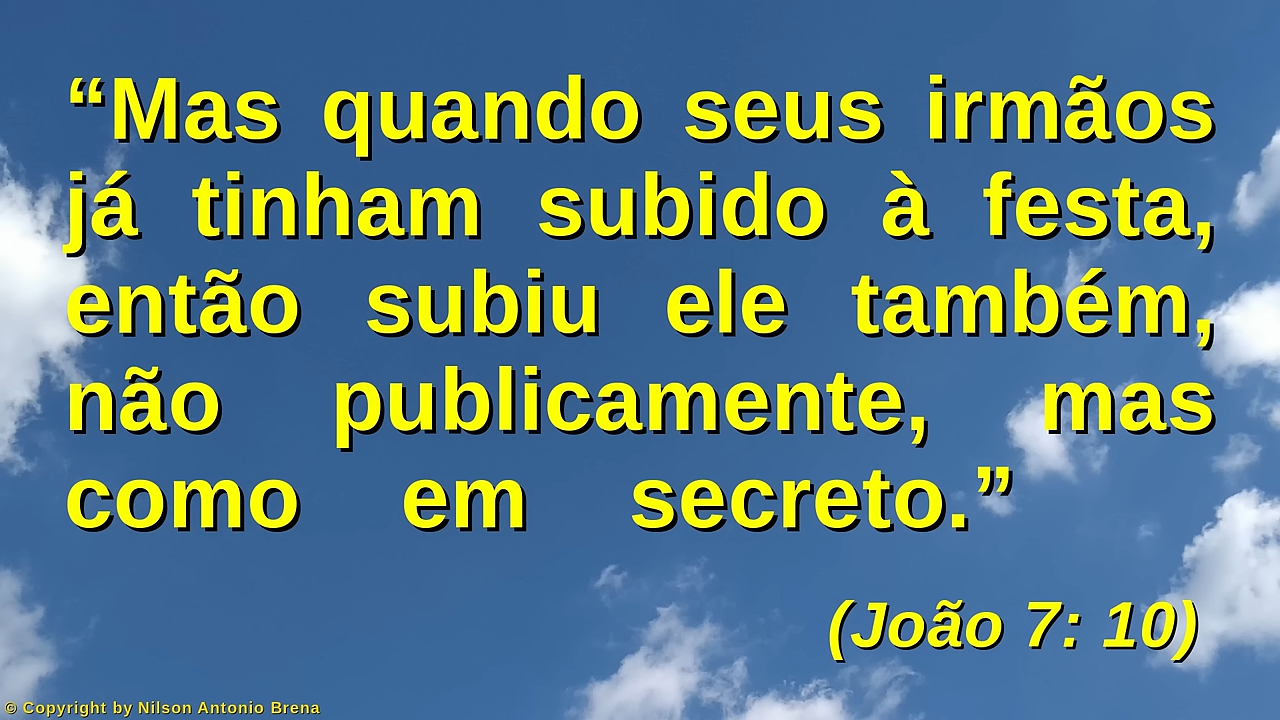 “Mas quando seus irmãos
já tinham subido à festa,
então subiu ele também,
não publicamente, mas
como em secreto.”
(João 7: 10)
© Copyright by Nilson Antonio Brena